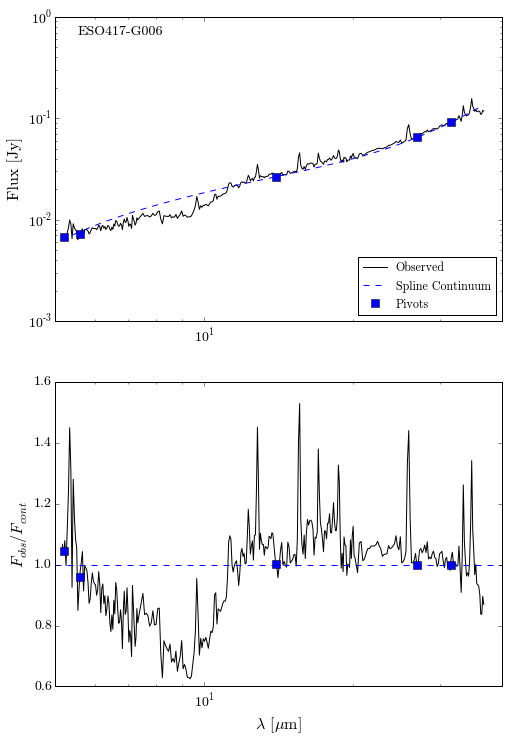 ESO417-G006
10^0
10^-1
10^-2
10^-3
Flux [Jy]
Observed
Spline Continuum
Pivots
10^1
1.6
1.4
1.2
1.0
0.8
0.6
F_obs/F_cont
10^1
λ [μm]